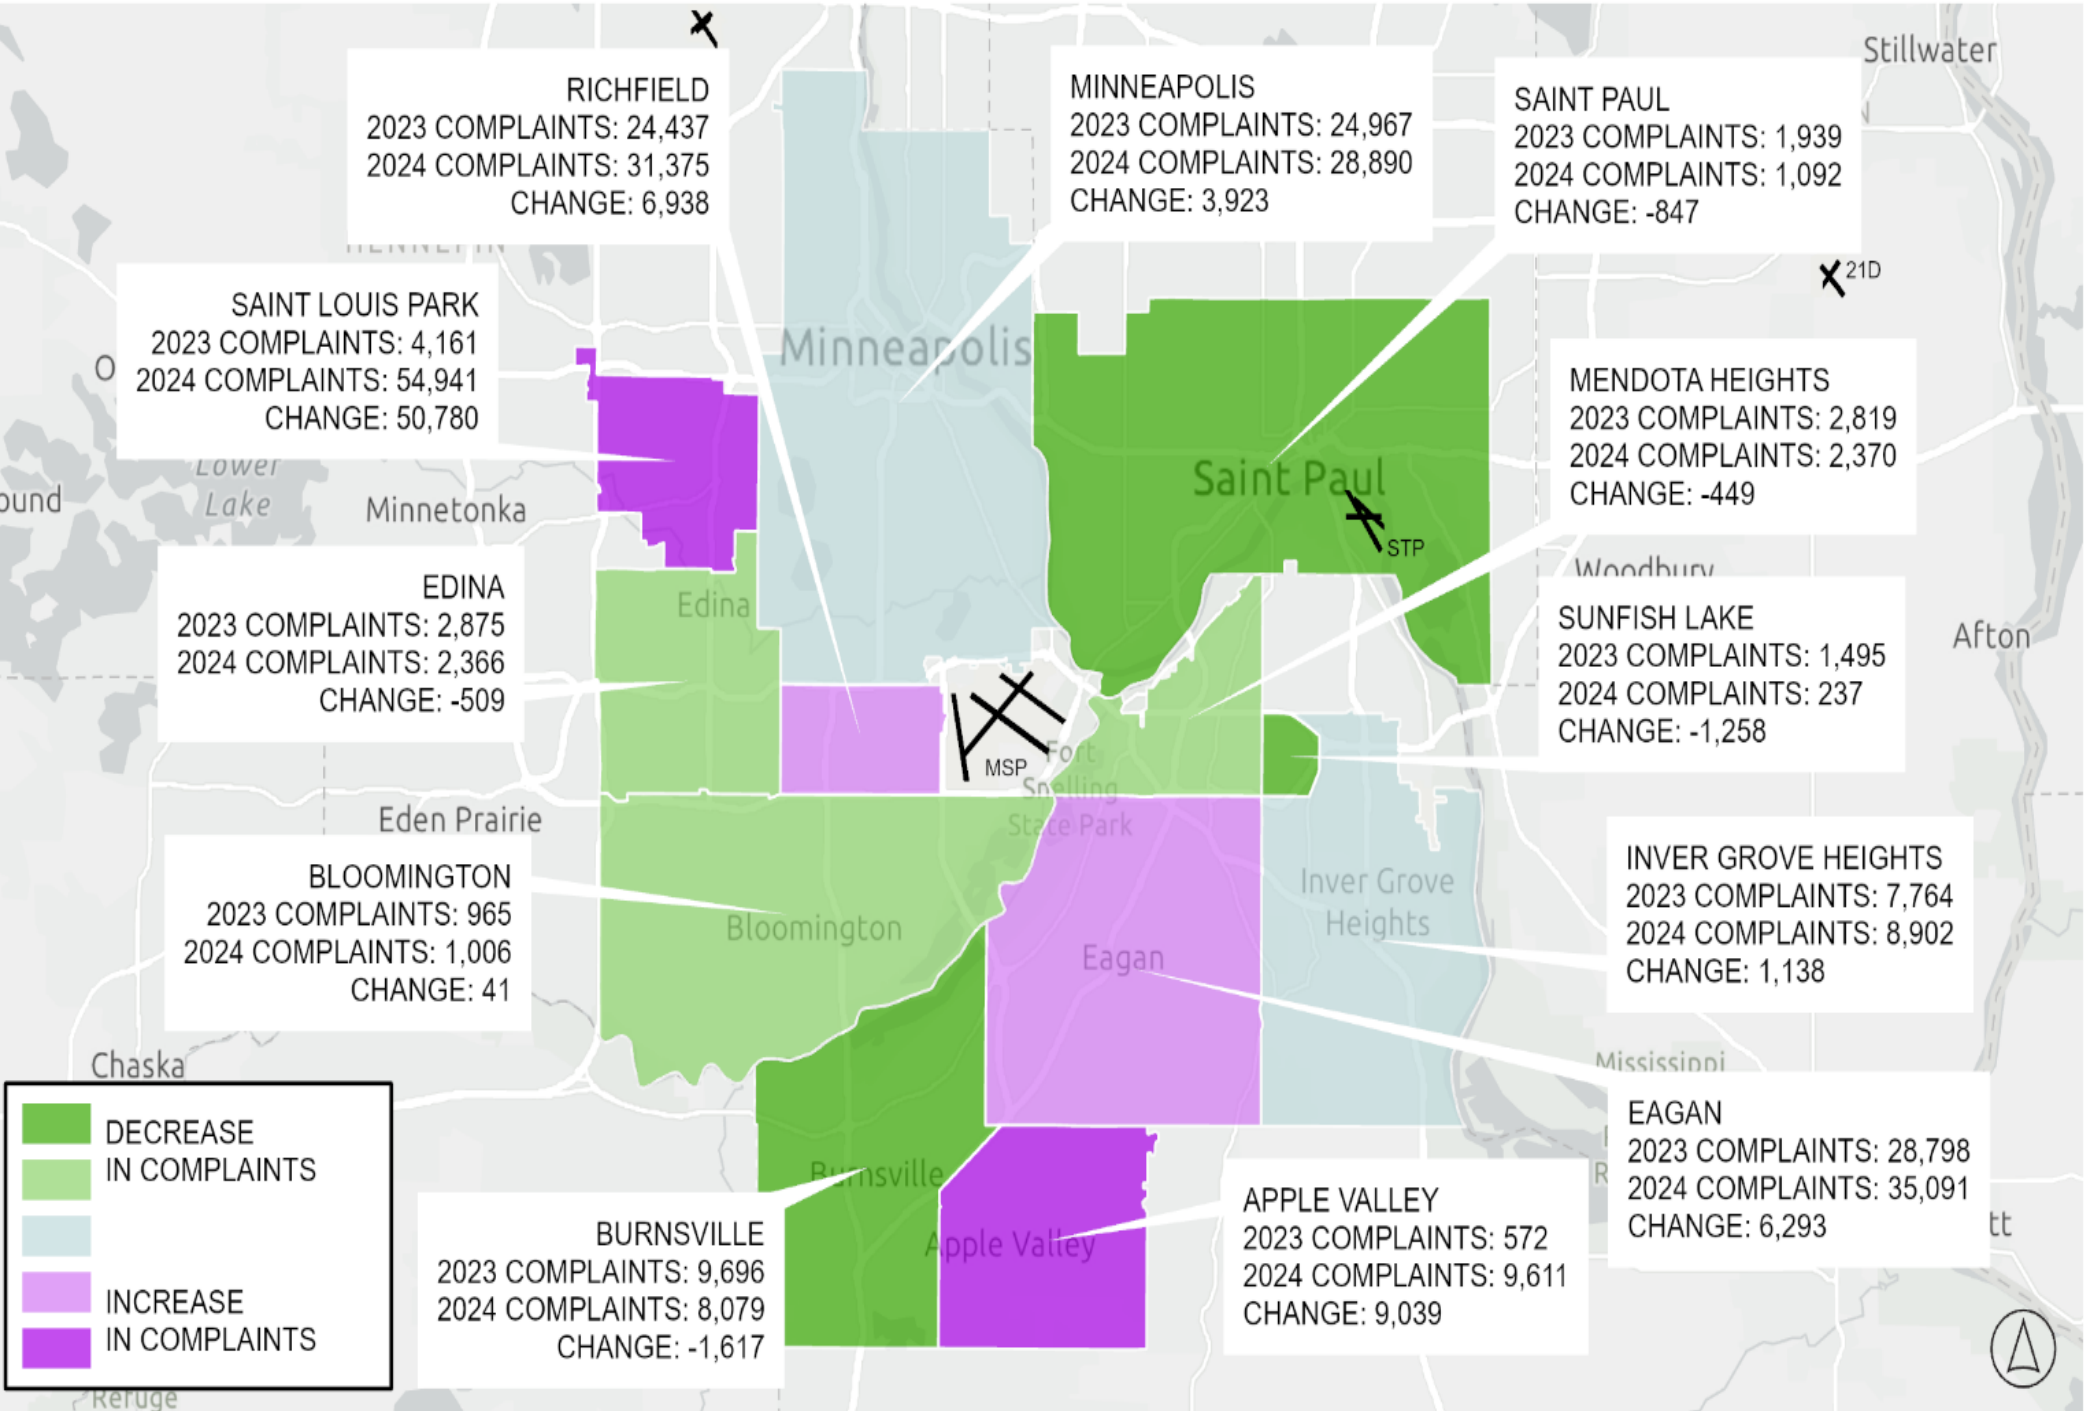 Stillwater
RICHFIELD
2023 COMPLAINTS: 24,437
2024 COMPLAINTS: 31,375
CHANGE: 6,938
MINNEAPOLIS
2023 COMPLAINTS: 24,967
2024 COMPLAINTS: 28,890
CHANGE: 3,923
SAINT PAUL
2023 COMPLAINTS: 1,939
2024 COMPLAINTS: 1,092
CHANGE: -847
21D
SAINT LOUIS PARK
2023 COMPLAINTS: 4,161
2024 COMPLAINTS: 54,941
CHANGE: 50,780
Minneapolis
MENDOTA HEIGHTS
2023 COMPLAINTS: 2,819
2024 COMPLAINTS: 2,370
CHANGE: -449
Lower
Lake
Minnetonka
Saint Paul
STP
Woodbury
EDINA
2023 COMPLAINTS: 2,875
2024 COMPLAINTS: 2,366
CHANGE: -509
Edina
SUNFISH LAKE
2023 COMPLAINTS: 1,495
2024 COMPLAINTS: 237
CHANGE: -1,258
Afton
MSP
Fort
Snelling
State Park
Eden Prairie
BLOOMINGTON
2023 COMPLAINTS: 965
2024 COMPLAINTS: 1,006
CHANGE: 41
Bloomington
Eagan
Inver Grove
Heights
INVER GROVE HEIGHTS
2023 COMPLAINTS: 7,764
2024 COMPLAINTS: 8,902
CHANGE: 1,138
Chaska
Mississippi
DECREASE
IN COMPLAINTS
INCREASE
IN COMPLAINTS
Burnsville
BURNSVILLE
2023 COMPLAINTS: 9,696
2024 COMPLAINTS: 8,079
CHANGE: -1,617
Apple Valley
APPLE VALLEY
2023 COMPLAINTS: 572
2024 COMPLAINTS: 9,611
CHANGE: 9,039
EAGAN
2023 COMPLAINTS: 28,798
2024 COMPLAINTS: 35,091
CHANGE: 6,293
tt
Refuge